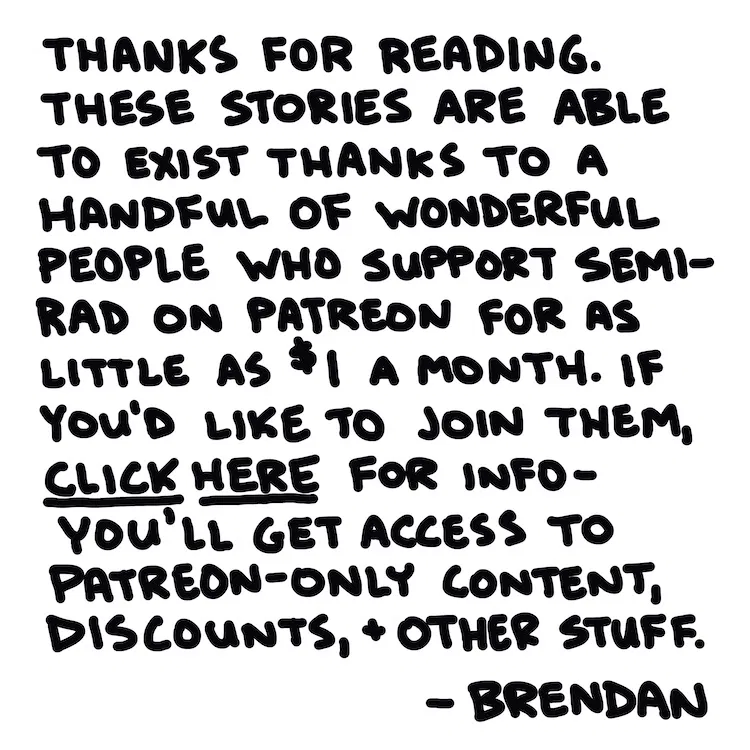 THANKS FOR READING.
THESE STORIES ARE ABLE
TO EXIST THANKS TO A
HANDFUL OF WONDERFUL
PEOPLE WHO SUPPORT SEMI-
RAD ON PATREON FOR AS
LITTLE AS $1 A MONTH. IF
YOU'D LIKE TO JOIN THEM,
CLICK HERE FOR INFO-
YOU'LL GET ACCESS TO
PATREON-ONLY CONTENT,
DISCOUNTS, + OTHER STUFF.
- BRENDAN